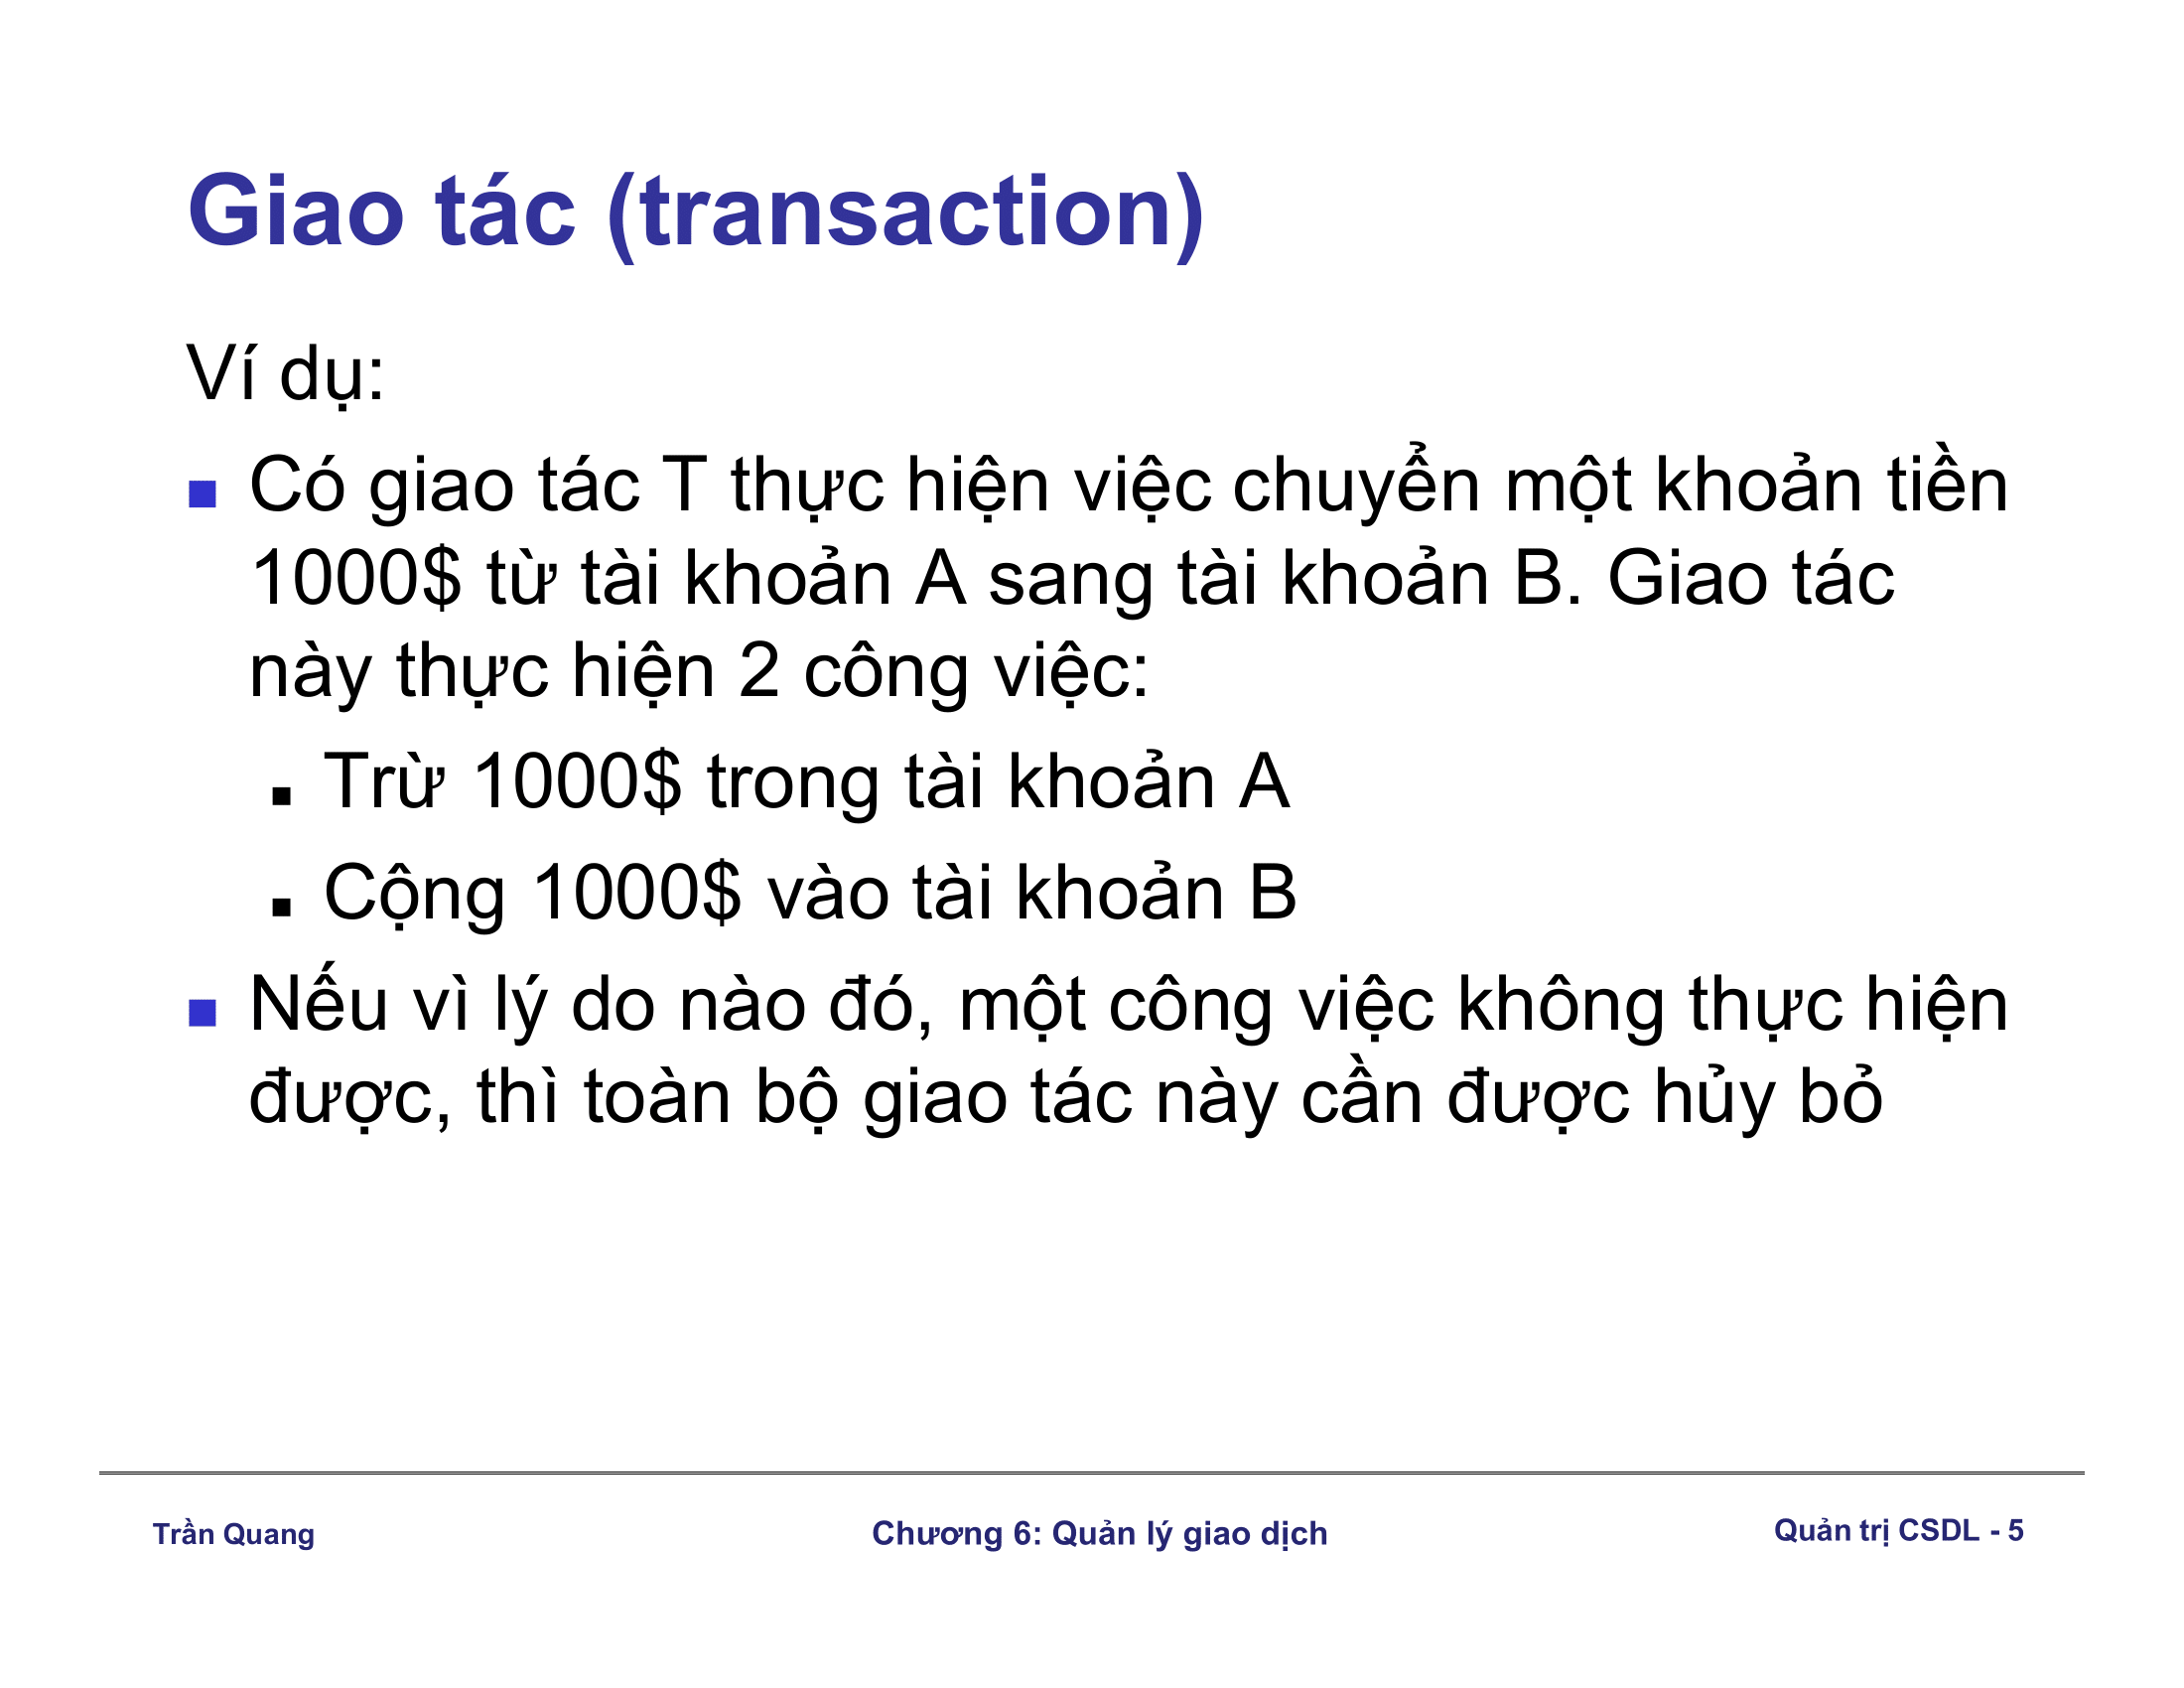 Giao tác (transaction)
Ví dụ:
Có giao tác T thực hiện việc chuyển một khoản tiền
1000$ từ tài khoản A sang tài khoản B. Giao tác
này thực hiện 2 công việc:
Trừ 1000$ trong tài khoản A
Cộng 1000$ vào tài khoản B
Nếu vì lý do nào đó, một công việc không thực hiện
được, thì toàn bộ giao tác này cần được hủy bỏ
Trần Quang
Chương 6: Quản lý giao dịch
Quản trị CSDL - 5